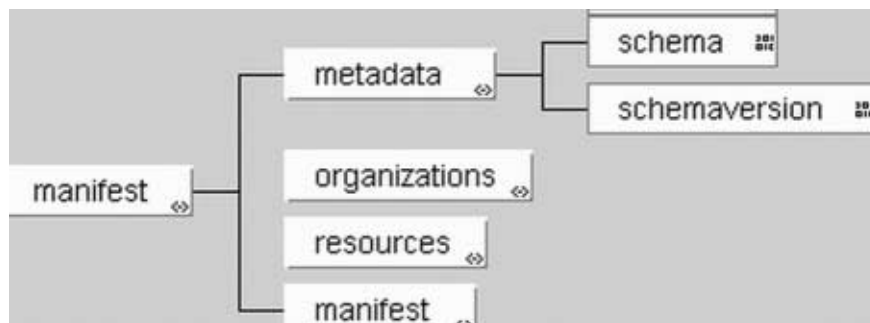 schema
metadata
schemaversion
organizations
manifest
resources
manifest